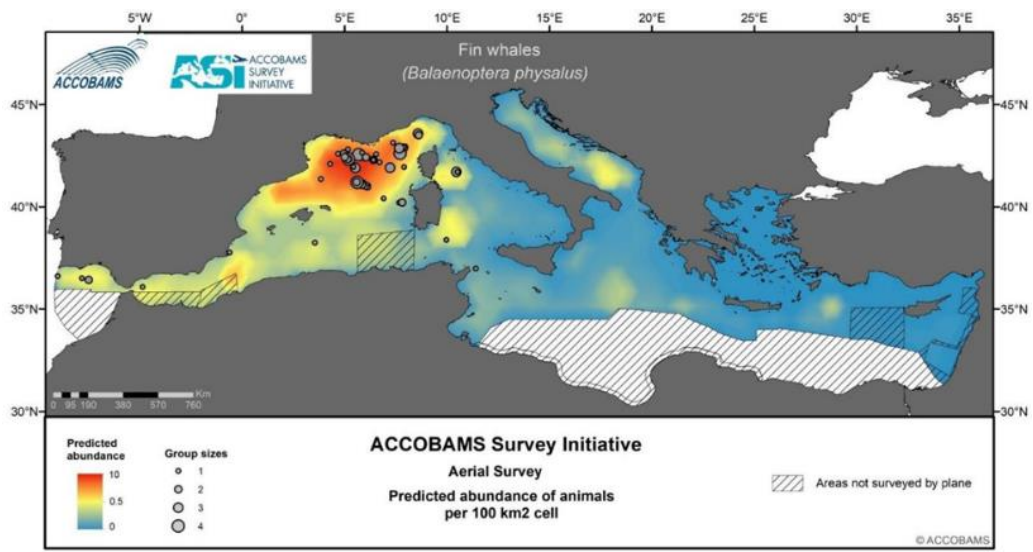 5°W 0° 5°E 10°E 15°E 20°E 25°E 30°E 35°E
ACCOBAMS
ASI ACCOBAMS
SURVEY
INITIATIVE
Fin whales
(Balaenoptera physalus)
45°N 45°N
40°N 40°N
35°N 35°N
Km
0 95 190 380 570 760
30°N 30°N
Predicted
abundance
10
0.5
0
Group sizes
1
2
3
4
ACCOBAMS Survey Initiative
Aerial Survey
Predicted abundance of animals
per 100 km2 cell
Areas not surveyed by plane
© ACCOBAMS